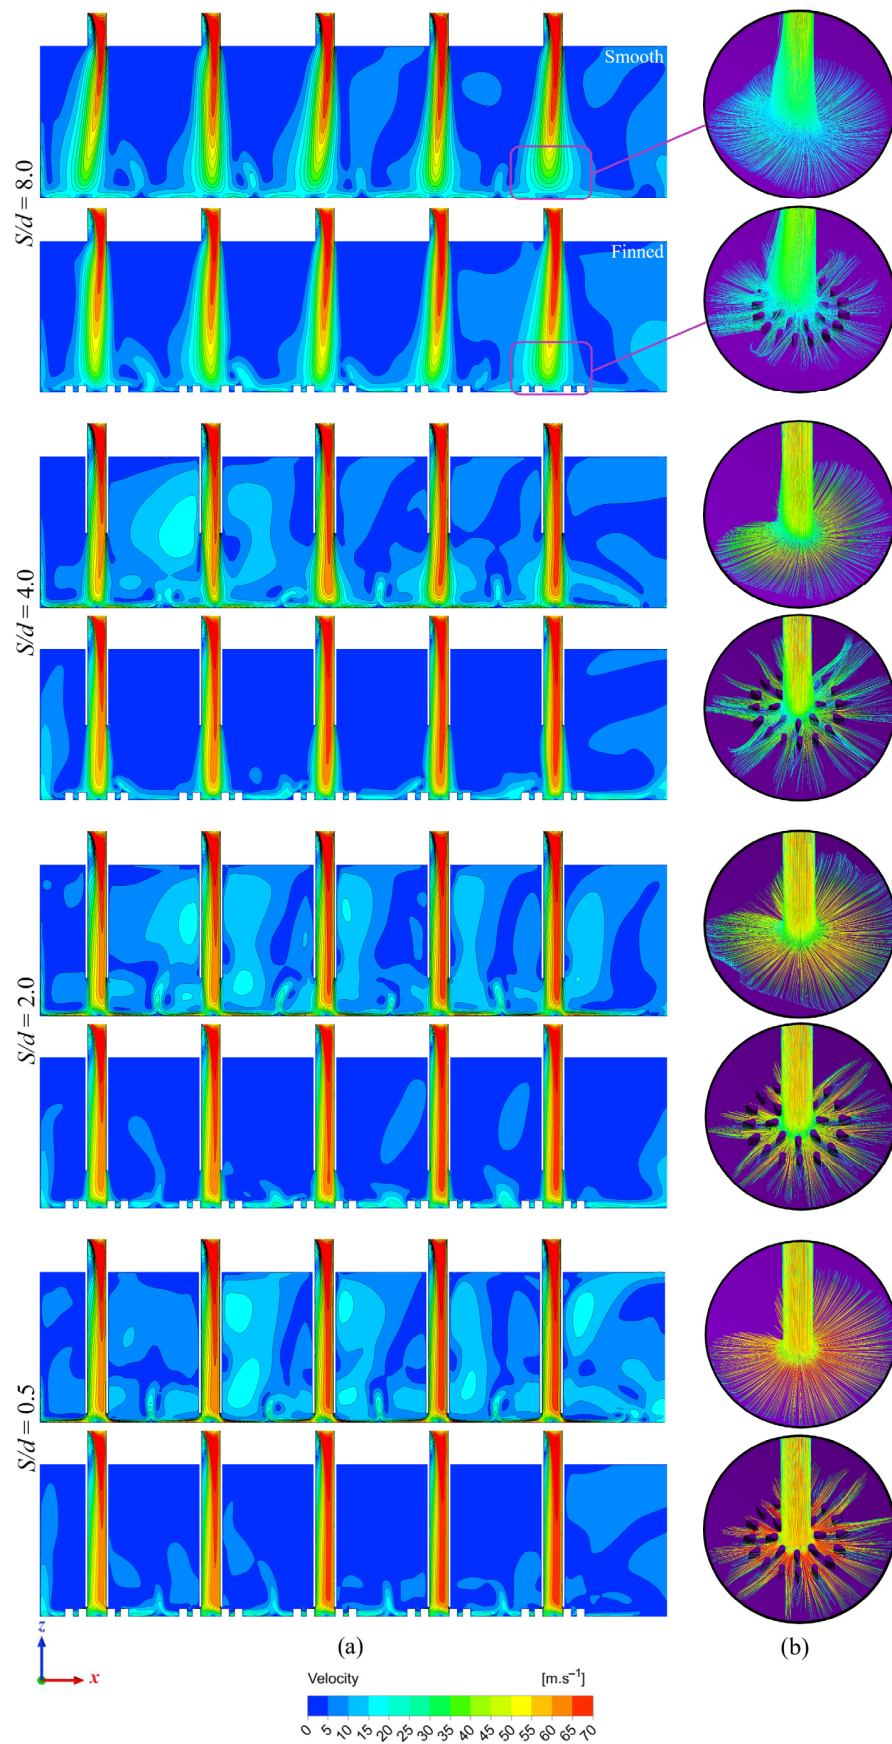 Smooth
S/d = 8.0
Finned
S/d = 4.0
S/d = 2.0
S/d = 0.5
z
x
(a)
(b)
Velocity [m.s⁻¹]
0 5 10 15 20 25 30 35 40 45 50 55 60 65 70